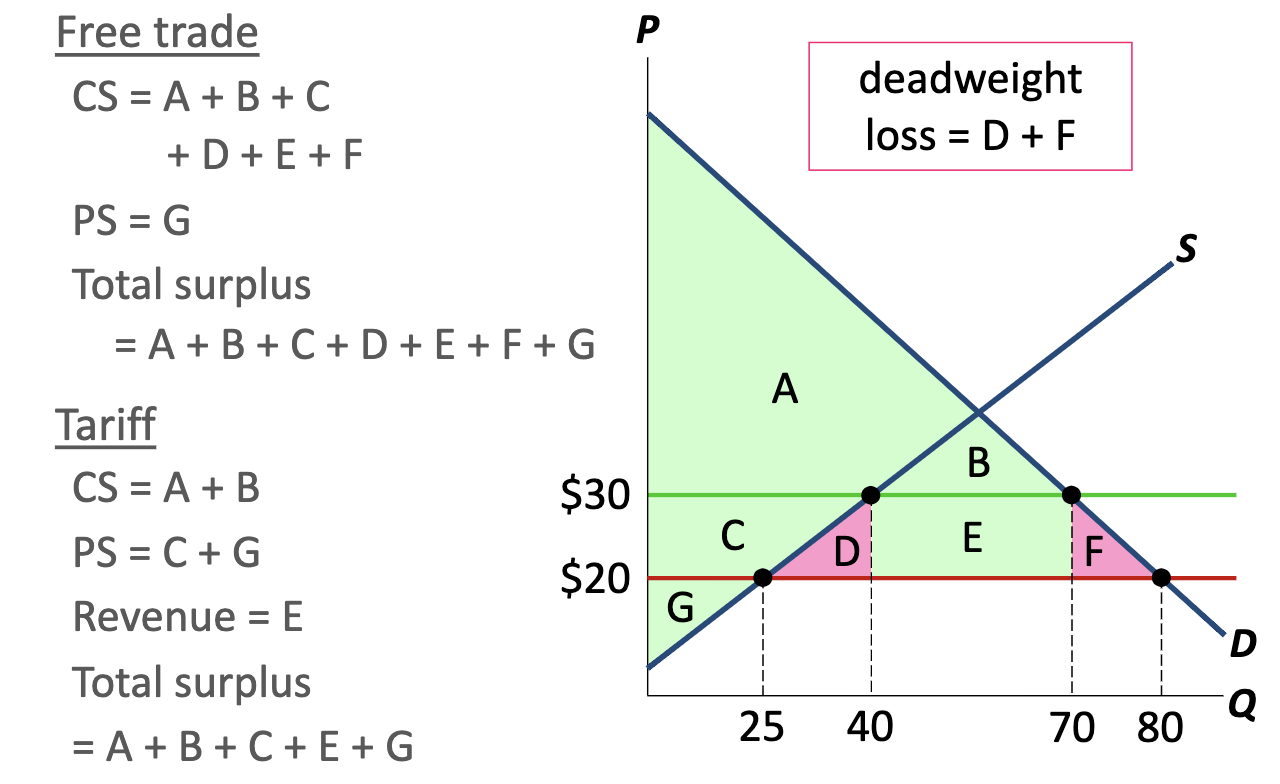 Free trade
CS = A + B + C
+ D + E + F
PS = G
Total surplus
= A + B + C + D + E + F + G
Tariff
CS = A + B
PS = C + G
Revenue = E
Total surplus
= A + B + C + E + G
P
deadweight
loss = D + F
S
A
B
$30
C
D
E
F
$20
G
D
Q
25
40
70
80